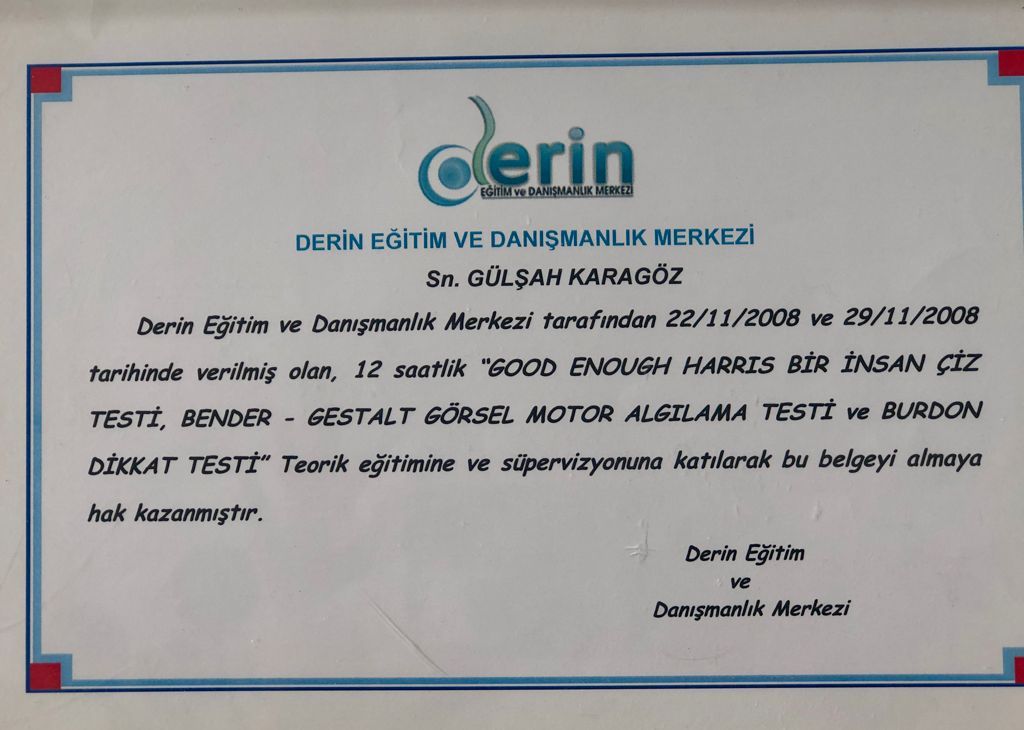 derin
EĞİTİM ve DANIŞMANLIK MERKEZİ
DERİN EĞİTİM VE DANIŞMANLIK MERKEZİ
Sn. GÜLŞAH KARAGÖZ
Derin Eğitim ve Danışmanlık Merkezi tarafından 22/11/2008 ve 29/11/2008
tarihinde verilmiş olan, 12 saatlik "GOOD ENOUGH HARRIS BİR İNSAN ÇİZ
TESTİ, BENDER - GESTALT GÖRSEL MOTOR ALGILAMA TESTİ ve BURDON
DİKKAT TESTİ" Teorik eğitimine ve süpervizyonuna katılarak bu belgeyi almaya
hak kazanmıştır.
Derin Eğitim
ve
Danışmanlık Merkezi